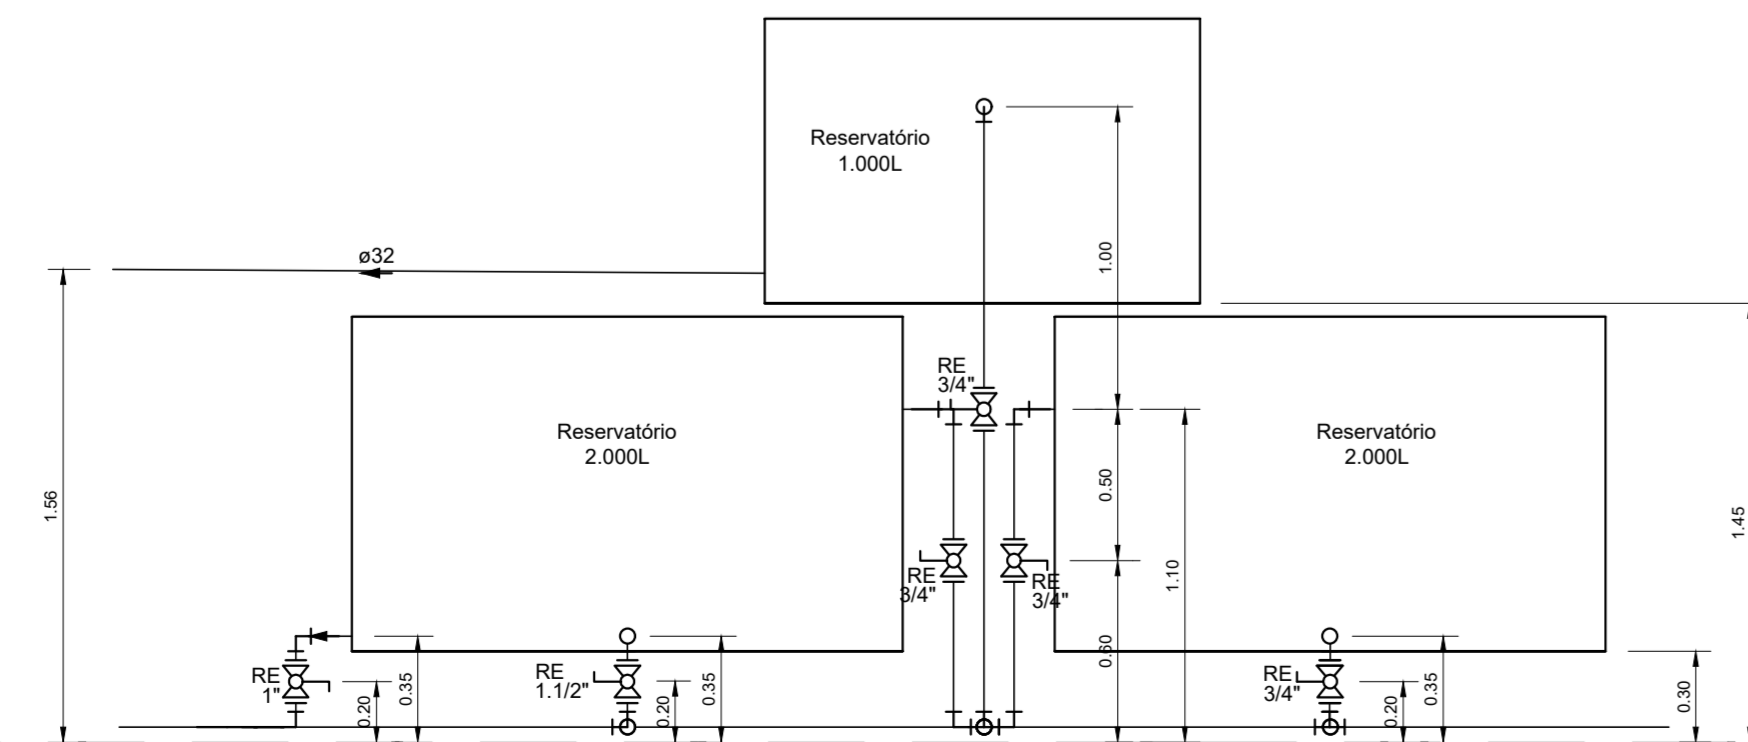 Reservatório
1.000L
ø32
1.00
RE
3/4"
Reservatório
2.000L
Reservatório
2.000L
1.56
0.50
1.45
RE
3/4"
RE
3/4"
1.10
0.60
RE
1"
0.20
0.35
RE
1.1/2"
0.20
0.35
RE
3/4"
0.20
0.35
0.30